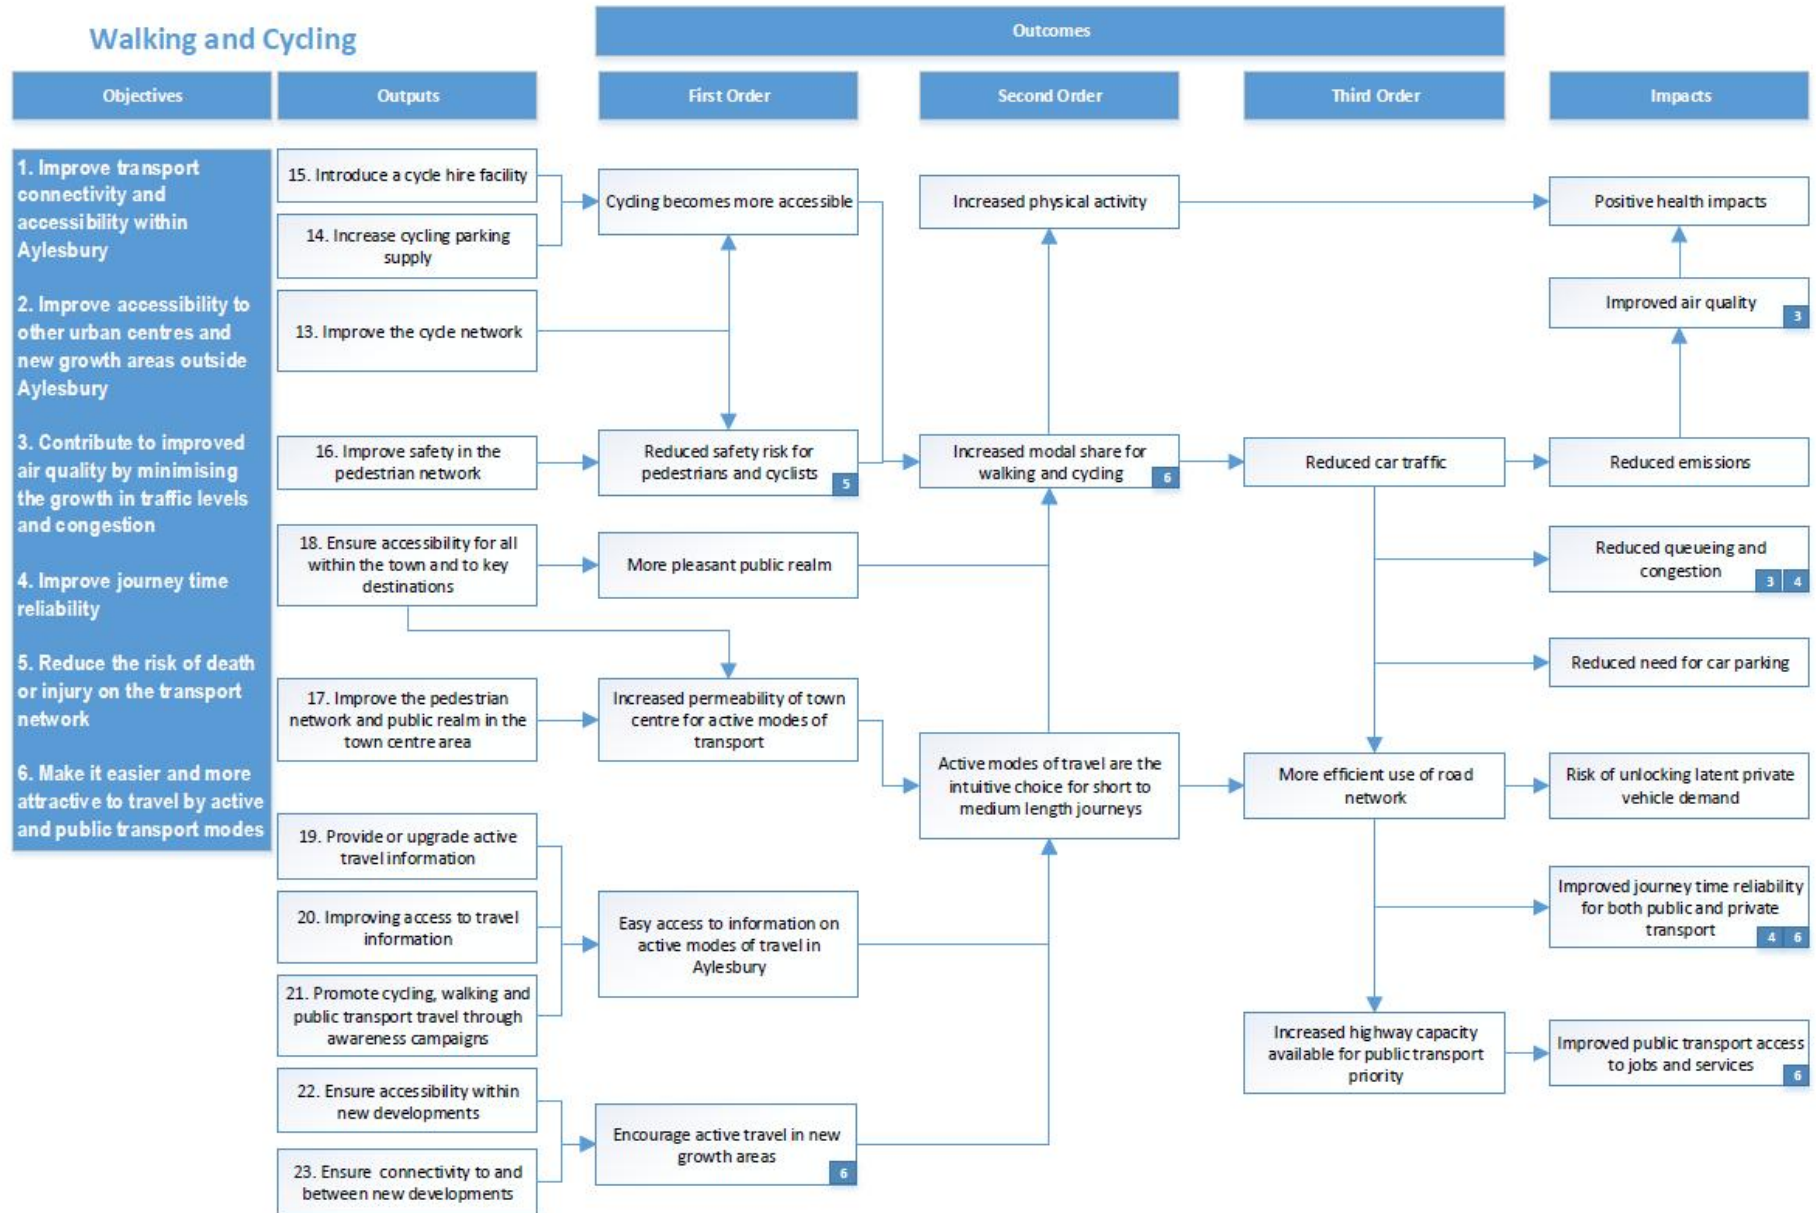 Walking and Cycling
Outcomes
Objectives
Outputs
First Order
Second Order
Third Order
Impacts
1. Improve transport
connectivity and
accessibility within
Aylesbury
2. Improve accessibility to
other urban centres and
new growth areas outside
Aylesbury
3. Contribute to improved
air quality by minimising
the growth in traffic levels
and congestion
4. Improve journey time
reliability
5. Reduce the risk of death
or injury on the transport
network
6. Make it easier and more
attractive to travel by active
and public transport modes
15. Introduce a cycle hire facility
14. Increase cycling parking
supply
13. Improve the cycle network
16. Improve safety in the
pedestrian network
18. Ensure accessibility for all
within the town and to key
destinations
17. Improve the pedestrian
network and public realm in the
town centre area
19. Provide or upgrade active
travel information
20. Improving access to travel
information
21. Promote cycling, walking and
public transport travel through
awareness campaigns
22. Ensure accessibility within
new developments
23. Ensure connectivity to and
between new developments
Cycling becomes more accessible
Reduced safety risk for
pedestrians and cyclists
5
More pleasant public realm
Increased permeability of town
centre for active modes of
transport
Easy access to information on
active modes of travel in
Aylesbury
Encourage active travel in new
growth areas
6
Increased physical activity
Increased modal share for
walking and cycling
6
Active modes of travel are the
intuitive choice for short to
medium length journeys
Reduced car traffic
More efficient use of road
network
Increased highway capacity
available for public transport
priority
Positive health impacts
Improved air quality
3
Reduced emissions
Reduced queueing and
congestion
3 4
Reduced need for car parking
Risk of unlocking latent private
vehicle demand
Improved journey time reliability
for both public and private
transport
4 6
Improved public transport access
to jobs and services
6